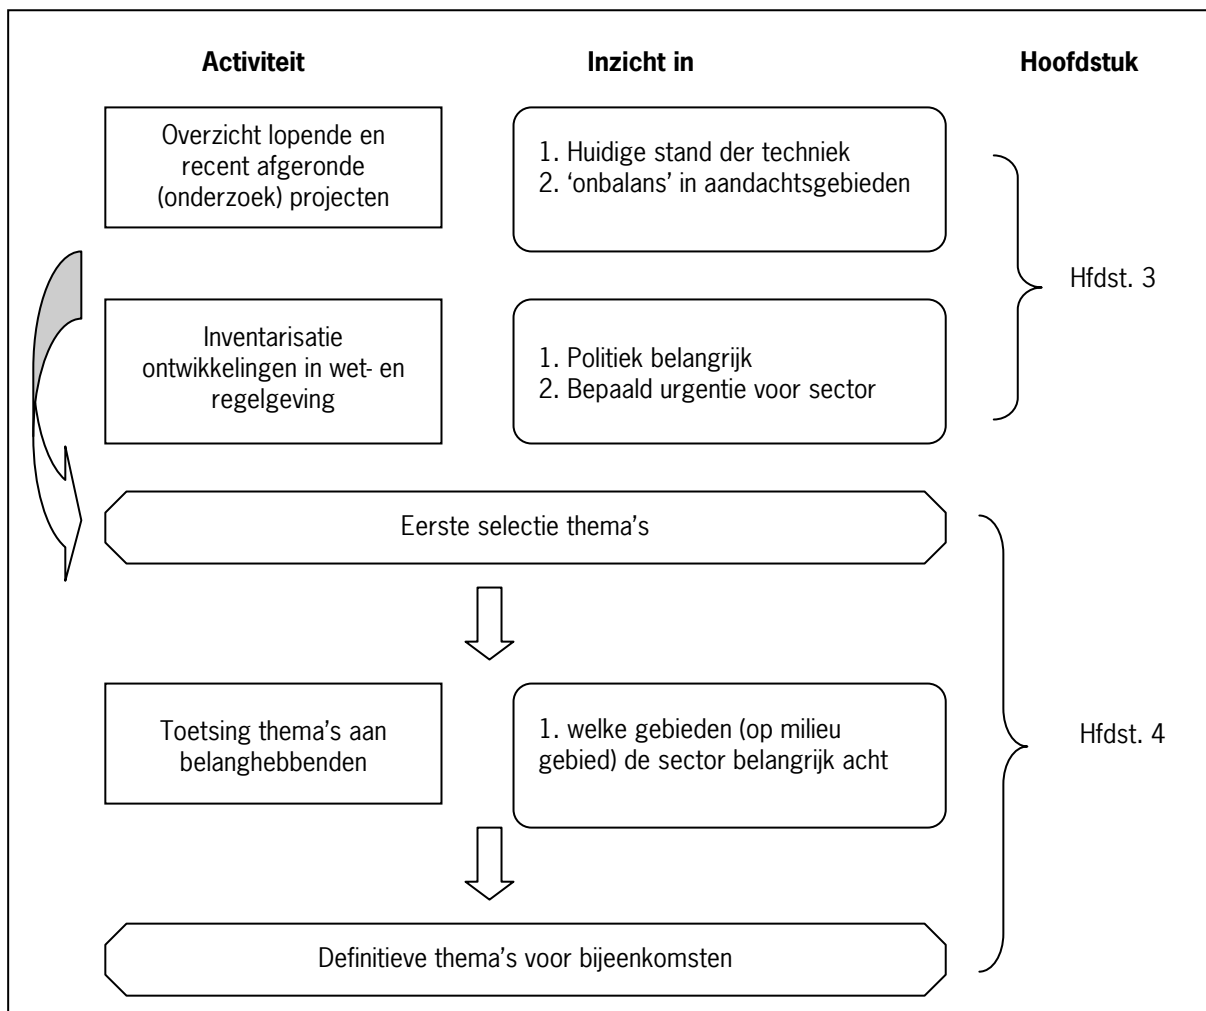 Activiteit
Inzicht in
Hoofdstuk
Overzicht lopende en
recent afgeronde
(onderzoek) projecten
1. Huidige stand der techniek
2. ‘onbalans’ in aandachtsgebieden
Hfdst. 3
Inventarisatie
ontwikkelingen in wet- en
regelgeving
1. Politiek belangrijk
2. Bepaald urgentie voor sector
Eerste selectie thema’s
Toetsing thema’s aan
belanghebbenden
1. welke gebieden (op milieu
gebied) de sector belangrijk acht
Hfdst. 4
Definitieve thema’s voor bijeenkomsten